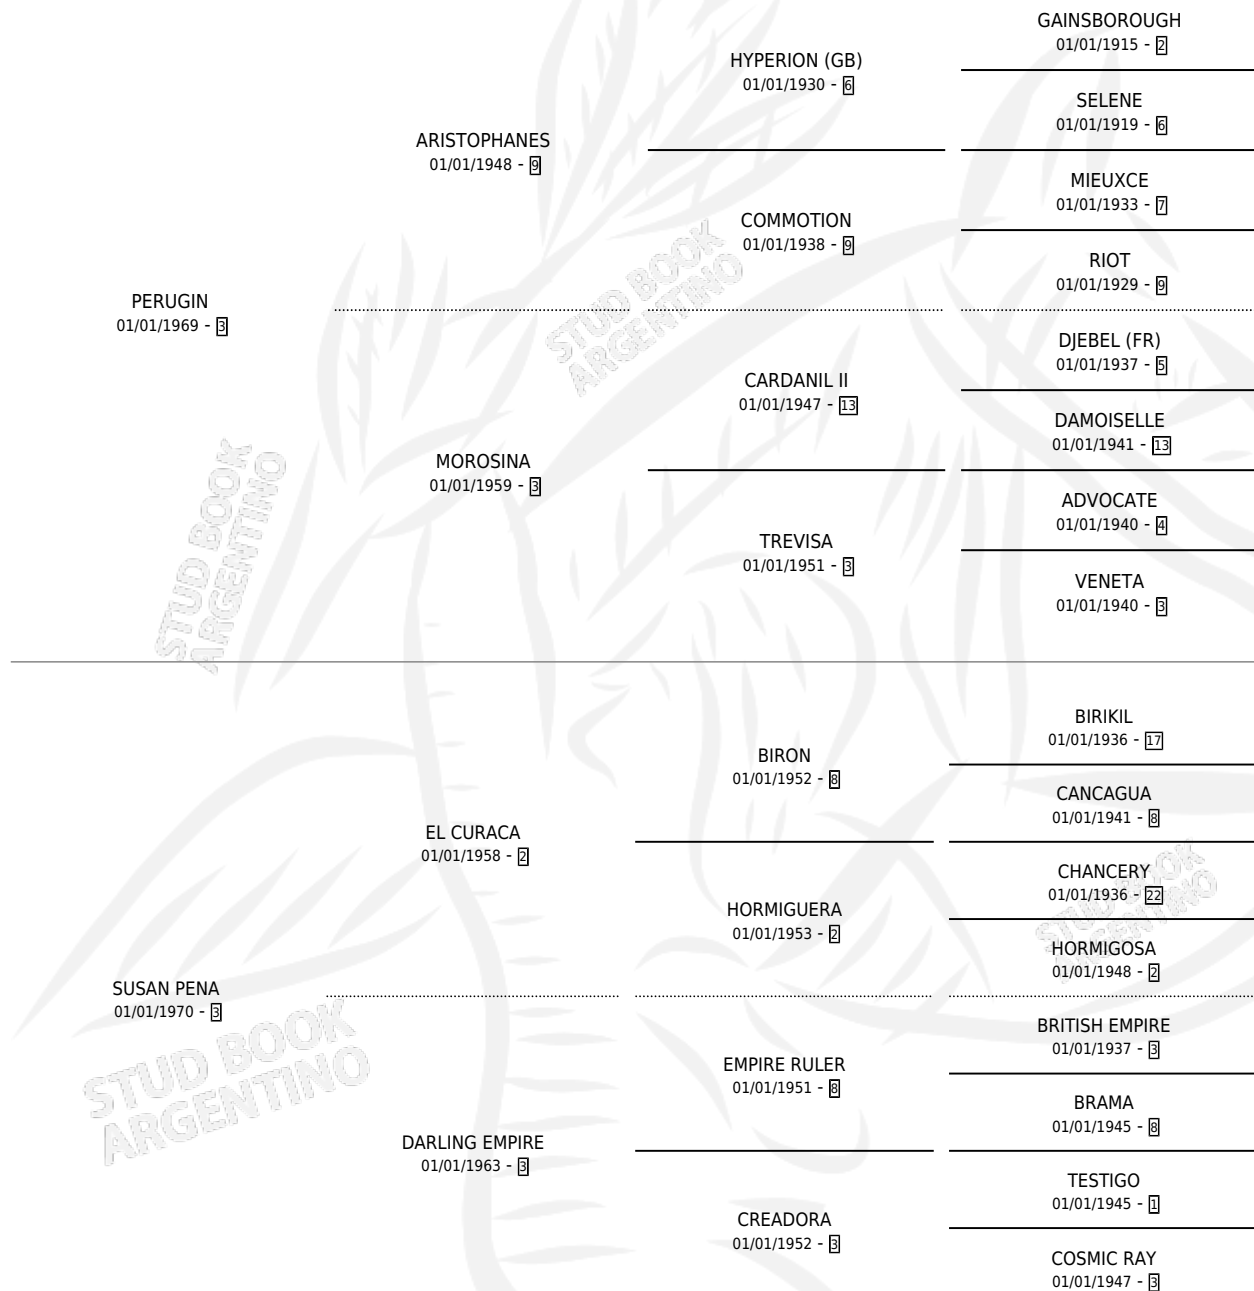 GAINSBOROUGH
01/01/1915 - 2
HYPERION (GB)
01/01/1930 - 6
SELENE
01/01/1919 - 6
ARISTOPHANES
01/01/1948 - 9
MIEUXCE
01/01/1933 - 7
COMMOTION
01/01/1938 - 9
RIOT
01/01/1929 - 9
PERUGIN
01/01/1969 - 3
DJEBEL (FR)
01/01/1937 - 5
CARDANIL II
01/01/1947 - 13
DAMOISELLE
01/01/1941 - 13
MOROSINA
01/01/1959 - 3
ADVOCATE
01/01/1940 - 4
TREVISA
01/01/1951 - 3
VENETA
01/01/1940 - 3
BIRIKIL
01/01/1936 - 17
BIRON
01/01/1952 - 8
CANCAGUA
01/01/1941 - 8
EL CURACA
01/01/1958 - 2
CHANCERY
01/01/1936 - 22
HORMIGUERA
01/01/1953 - 2
HORMIGOSA
01/01/1948 - 2
SUSAN PENA
01/01/1970 - 3
BRITISH EMPIRE
01/01/1937 - 3
EMPIRE RULER
01/01/1951 - 8
BRAMA
01/01/1945 - 8
DARLING EMPIRE
01/01/1963 - 3
TESTIGO
01/01/1945 - 1
CREADORA
01/01/1952 - 3
COSMIC RAY
01/01/1947 - 3
STUD BOOK
ARGENTINO
STUD BOOK
ARGENTINO
STUD BOOK
ARGENTINO
STUD BOOK
ARGENTINO